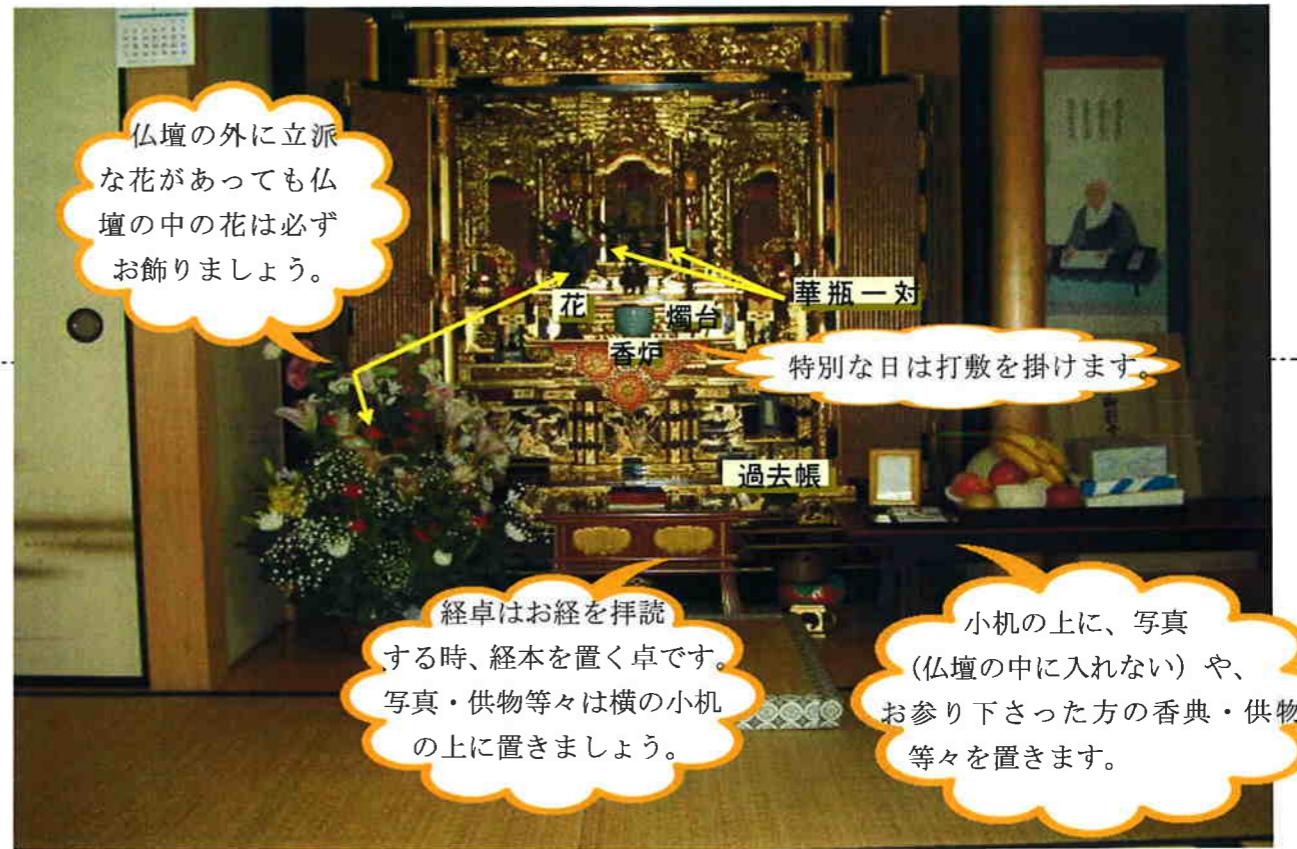 仏壇の外に立派
な花があっても仏
壇の中の花は必ず
お飾りましょう。
華瓶一対
花
燭台
香炉
特別な日は打敷を掛けます。
過去帳
経卓はお経を拝読
する時、経本を置く卓です。
写真・供物等々は横の小机
の上に置きましょう。
小机の上に、写真
(仏壇の中に入れない)や、
お参り下さった方の香典・供物
等々を置きます。